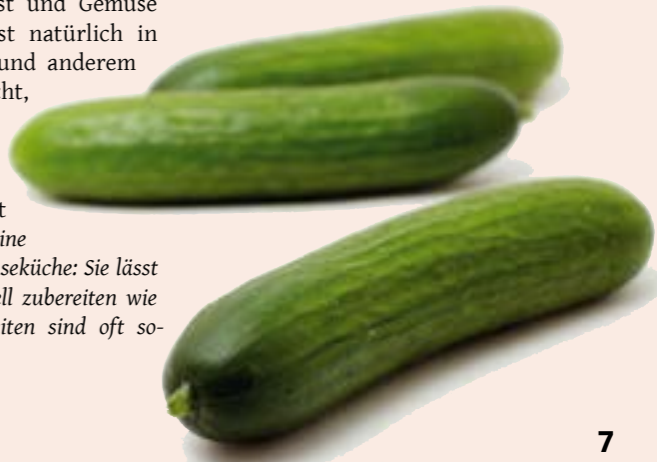 st und Gemüse
st natürlich in
und anderem
ht,
t
ine
seküche: Sie lässt
ll zubereiten wie
iten sind oft so-
7